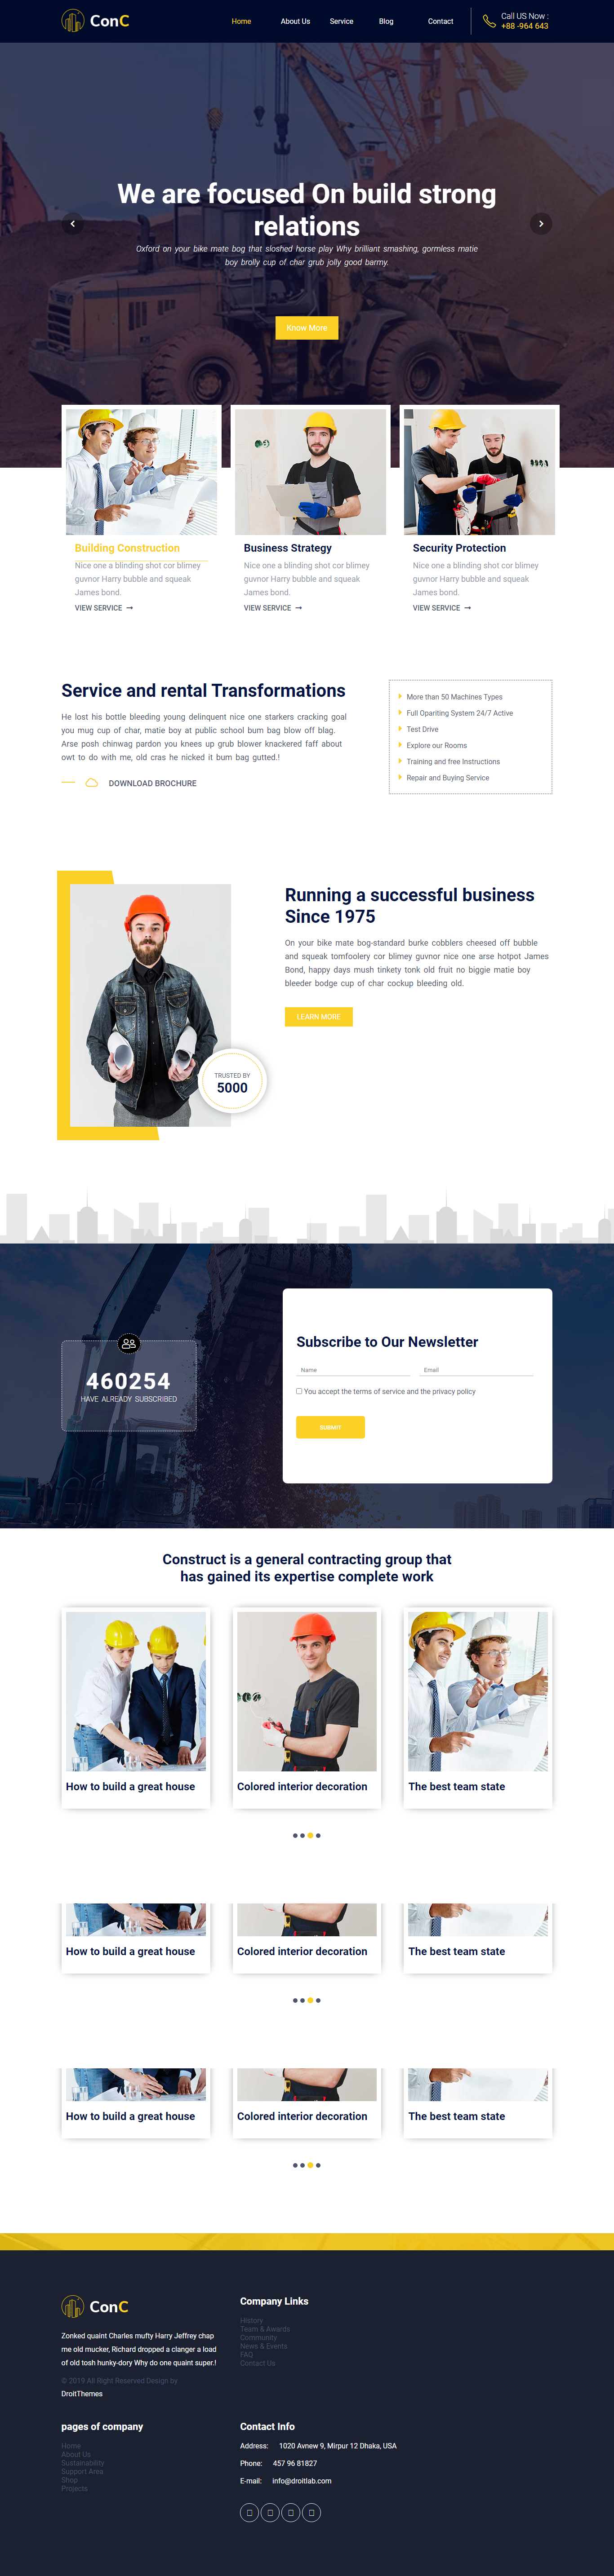 ConC
Home About Us Service Blog Contact
Call US Now :
+88 -964 643
We are focused On build strong
relations
Oxford on your bike mate bog that sloshed horse play Why brilliant smashing, gormless matie
boy brolly cup of char grub jolly good barmy.
Know More
Building Construction
Nice one a blinding shot cor blimey
guvnor Harry bubble and squeak
James bond.
VIEW SERVICE
Business Strategy
Nice one a blinding shot cor blimey
guvnor Harry bubble and squeak
James bond.
VIEW SERVICE
Security Protection
Nice one a blinding shot cor blimey
guvnor Harry bubble and squeak
James bond.
VIEW SERVICE
Service and rental Transformations
He lost his bottle bleeding young delinquent nice one starkers cracking goal
you mug cup of char, matie boy at public school bum bag blow off blag.
Arse posh chinwag pardon you knees up grub blower knackered faff about
owt to do with me, old cras he nicked it bum bag gutted.!
DOWNLOAD BROCHURE
More than 50 Machines Types
Full Opariting System 24/7 Active
Test Drive
Explore our Rooms
Training and free Instructions
Repair and Buying Service
Running a successful business
Since 1975
On your bike mate bog-standard burke cobblers cheesed off bubble
and squeak tomfoolery cor blimey guvnor nice one arse hotpot James
Bond, happy days mush tinkety tonk old fruit no biggie matie boy
bleeder bodge cup of char cockup bleeding old.
LEARN MORE
TRUSTED BY
5000
460254
HAVE ALREADY SUBSCRIBED
Subscribe to Our Newsletter
Name Email
You accept the terms of service and the privacy policy
SUBMIT
Construct is a general contracting group that
has gained its expertise complete work
How to build a great house
Colored interior decoration
The best team state
How to build a great house
Colored interior decoration
The best team state
How to build a great house
Colored interior decoration
The best team state
ConC
Zonked quaint Charles mufty Harry Jeffrey chap
me old mucker, Richard dropped a clanger a load
of old tosh hunky-dory Why do one quaint super.!
© 2019 All Right Reserved Design by
DroitThemes
Company Links
History
Team & Awards
Community
News & Events
FAQ
Contact Us
pages of company
Home
About Us
Sustainability
Support Area
Shop
Projects
Contact Info
Address: 1020 Avnew 9, Mirpur 12 Dhaka, USA
Phone: 457 96 81827
E-mail: info@droitlab.com